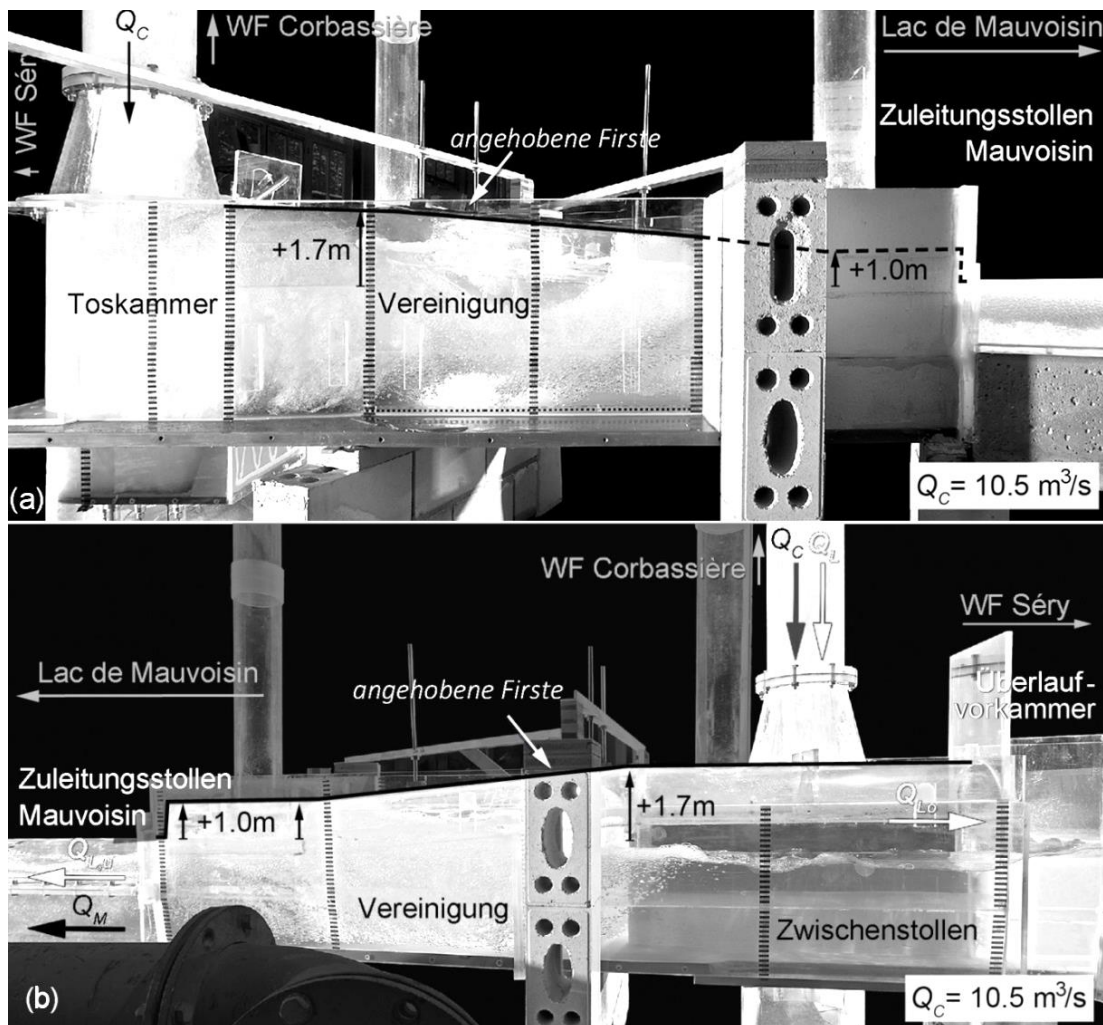 Q_C
WF Corbassière
Lac de Mauvoisin
WF Séry
Zuleitungsstollen
Mauvoisin
angehobene Firste
+1.7m
+1.0m
Toskammer
Vereinigung
(a)
Q_C = 10.5 m³/s
Q_C
Q_L
WF Corbassière
WF Séry
Lac de Mauvoisin
angehobene Firste
Überlauf-
vorkammer
Zuleitungsstollen
Mauvoisin
+1.0m
+1.7m
Q_Lo
Q_Lu
Q_M
Vereinigung
Zwischenstollen
(b)
Q_C = 10.5 m³/s